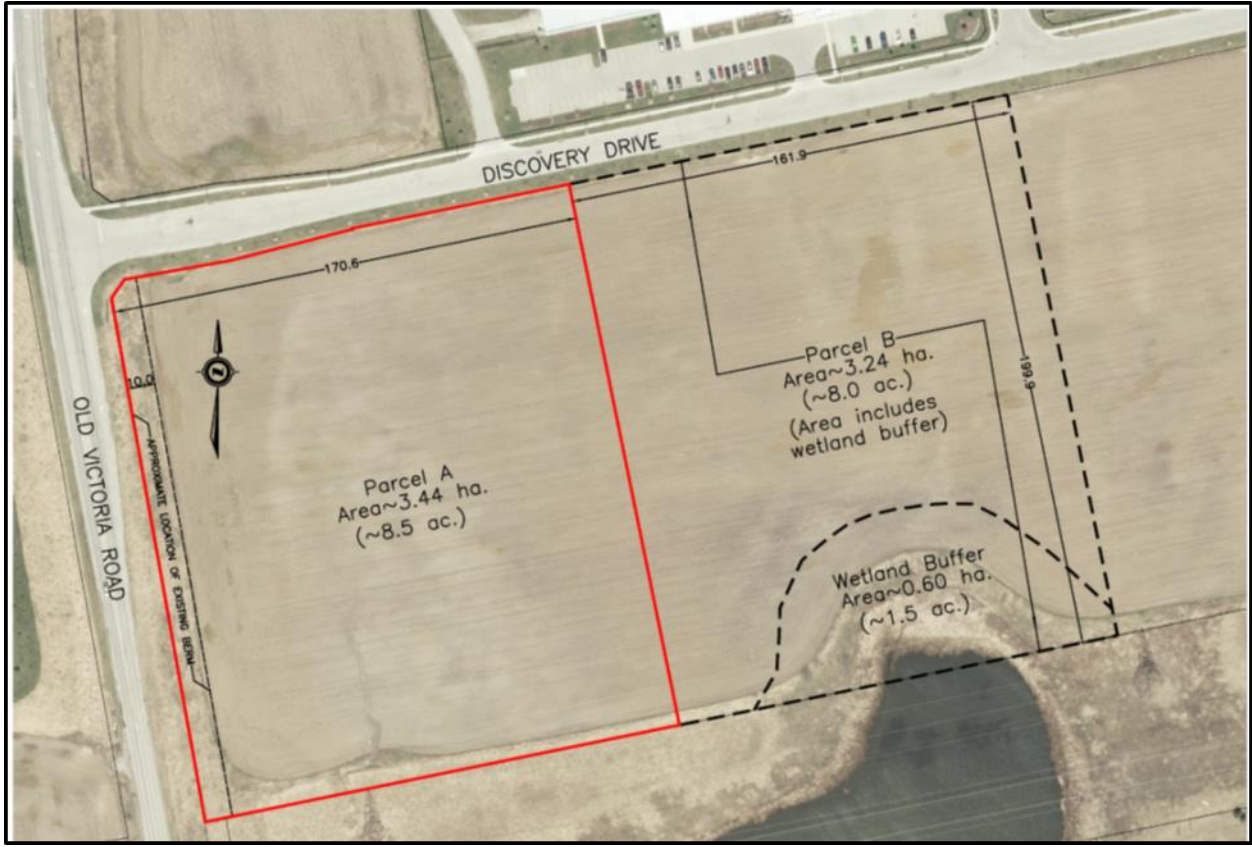 DISCOVERY DRIVE
161.9
170.6
10.0
OLD VICTORIA ROAD
APPROXIMATE LOCATION OF EXISTING BERM
Parcel A
Area~3.44 ha.
(~8.5 ac.)
Parcel B
Area~3.24 ha.
(~8.0 ac.)
(Area includes
wetland buffer)
199.9
Wetland Buffer
Area~0.60 ha.
(~1.5 ac.)